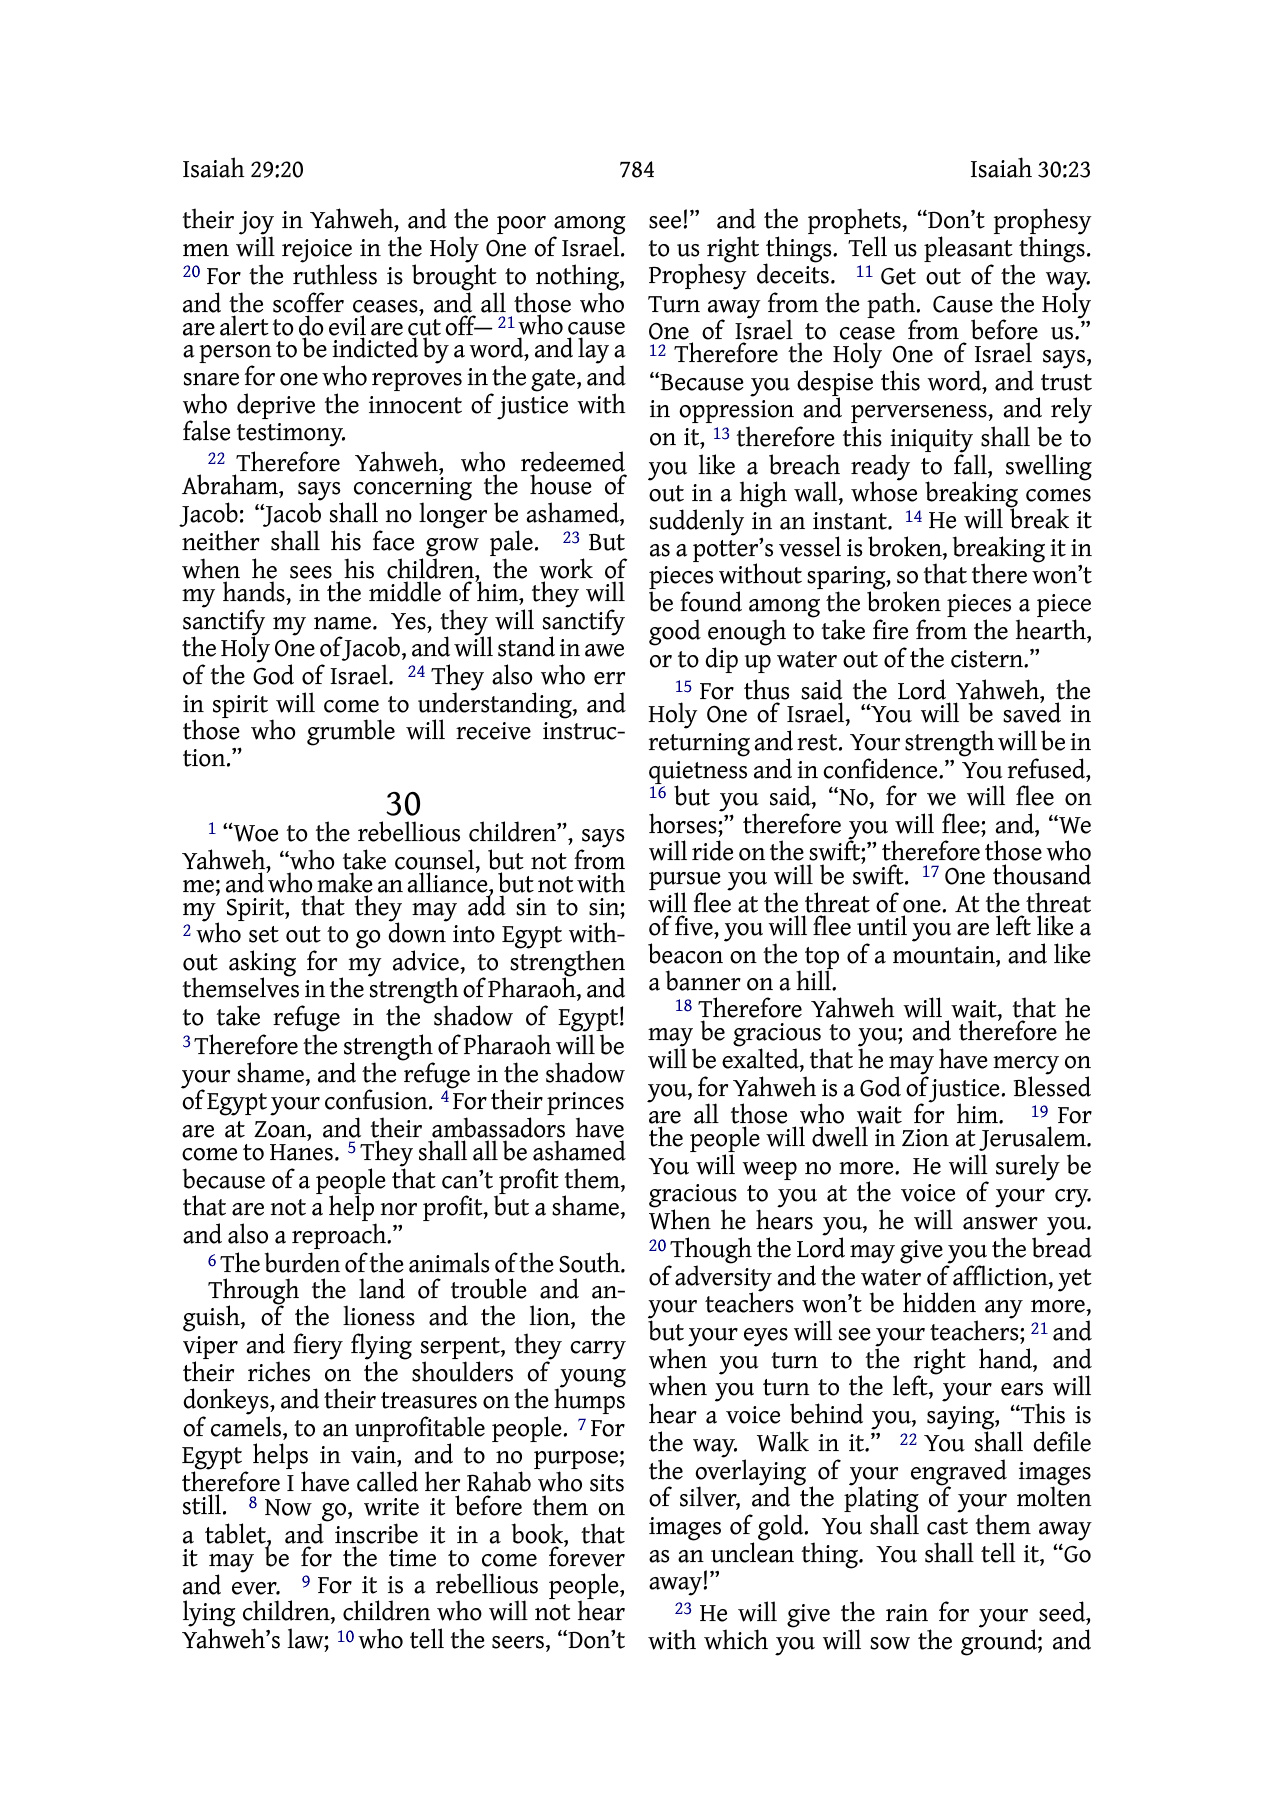 Isaiah 29:20
784
Isaiah 30:23
their joy in Yahweh, and the poor among
men will rejoice in the Holy One of Israel.
20 For the ruthless is brought to nothing,
and the scoffer ceases, and all those who
are alert to do evil are cut off— 21 who cause
a person to be indicted by a word, and lay a
snare for one who reproves in the gate, and
who deprive the innocent of justice with
false testimony.
22 Therefore Yahweh, who redeemed
Abraham, says concerning the house of
Jacob: “Jacob shall no longer be ashamed,
neither shall his face grow pale. 23 But
when he sees his children, the work of
my hands, in the middle of him, they will
sanctify my name. Yes, they will sanctify
the Holy One of Jacob, and will stand in awe
of the God of Israel. 24 They also who err
in spirit will come to understanding, and
those who grumble will receive instruc-
tion.”
30
1 “Woe to the rebellious children”, says
Yahweh, “who take counsel, but not from
me; and who make an alliance, but not with
my Spirit, that they may add sin to sin;
2 who set out to go down into Egypt with-
out asking for my advice, to strengthen
themselves in the strength of Pharaoh, and
to take refuge in the shadow of Egypt!
3 Therefore the strength of Pharaoh will be
your shame, and the refuge in the shadow
of Egypt your confusion. 4 For their princes
are at Zoan, and their ambassadors have
come to Hanes. 5 They shall all be ashamed
because of a people that can’t profit them,
that are not a help nor profit, but a shame,
and also a reproach.”
6 The burden of the animals of the South.
Through the land of trouble and an-
guish, of the lioness and the lion, the
viper and fiery flying serpent, they carry
their riches on the shoulders of young
donkeys, and their treasures on the humps
of camels, to an unprofitable people. 7 For
Egypt helps in vain, and to no purpose;
therefore I have called her Rahab who sits
still. 8 Now go, write it before them on
a tablet, and inscribe it in a book, that
it may be for the time to come forever
and ever. 9 For it is a rebellious people,
lying children, children who will not hear
Yahweh’s law; 10 who tell the seers, “Don’t
see!” and the prophets, “Don’t prophesy
to us right things. Tell us pleasant things.
Prophesy deceits. 11 Get out of the way.
Turn away from the path. Cause the Holy
One of Israel to cease from before us.”
12 Therefore the Holy One of Israel says,
“Because you despise this word, and trust
in oppression and perverseness, and rely
on it, 13 therefore this iniquity shall be to
you like a breach ready to fall, swelling
out in a high wall, whose breaking comes
suddenly in an instant. 14 He will break it
as a potter’s vessel is broken, breaking it in
pieces without sparing, so that there won’t
be found among the broken pieces a piece
good enough to take fire from the hearth,
or to dip up water out of the cistern.”
15 For thus said the Lord Yahweh, the
Holy One of Israel, “You will be saved in
returning and rest. Your strength will be in
quietness and in confidence.” You refused,
16 but you said, “No, for we will flee on
horses;” therefore you will flee; and, “We
will ride on the swift;” therefore those who
pursue you will be swift. 17 One thousand
will flee at the threat of one. At the threat
of five, you will flee until you are left like a
beacon on the top of a mountain, and like
a banner on a hill.
18 Therefore Yahweh will wait, that he
may be gracious to you; and therefore he
will be exalted, that he may have mercy on
you, for Yahweh is a God of justice. Blessed
are all those who wait for him. 19 For
the people will dwell in Zion at Jerusalem.
You will weep no more. He will surely be
gracious to you at the voice of your cry.
When he hears you, he will answer you.
20 Though the Lord may give you the bread
of adversity and the water of affliction, yet
your teachers won’t be hidden any more,
but your eyes will see your teachers; 21 and
when you turn to the right hand, and
when you turn to the left, your ears will
hear a voice behind you, saying, “This is
the way. Walk in it.” 22 You shall defile
the overlaying of your engraved images
of silver, and the plating of your molten
images of gold. You shall cast them away
as an unclean thing. You shall tell it, “Go
away!”
23 He will give the rain for your seed,
with which you will sow the ground; and